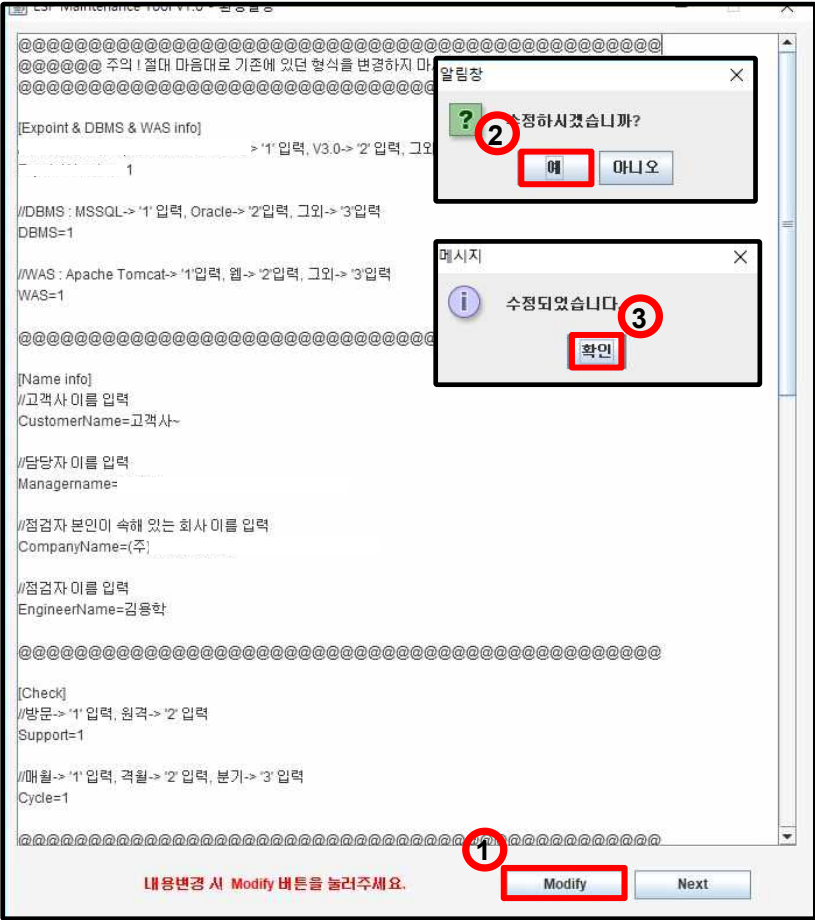 ESP Maintenance Tool V1.0 - 환경설정
@@@@@@@@@@@@@@@@@@@@@@@@@@@@@@@@@@@@@@@@@@@@@@
@@@@@@ 주의 ! 절대 마음대로 기존에 있던 형식을 변경하지 마
@@@@@@@@@@@@@@@@@@@@@@@@@@@@@@
[Expoint & DBMS & WAS info]
> '1' 입력, V3.0-> '2' 입력, 그외
1
//DBMS : MSSQL-> '1' 입력, Oracle-> '2'입력, 그외-> '3'입력
DBMS=1
//WAS : Apache Tomcat-> '1'입력, 웹-> '2'입력, 그외-> '3'입력
WAS=1
@@@@@@@@@@@@@@@@@@@@@@@@@@@@@@
[Name info]
//고객사 이름 입력
CustomerName=고객사~
//담당자 이름 입력
Managername=
//점검자 본인이 속해 있는 회사 이름 입력
CompanyName=(주)
//점검자 이름 입력
EngineerName=김용학
@@@@@@@@@@@@@@@@@@@@@@@@@@@@@@@@@@@@@@@@@@@@@@
[Check]
//방문-> '1' 입력, 원격-> '2' 입력
Support=1
//매월-> '1' 입력, 격월-> '2' 입력, 분기-> '3' 입력
Cycle=1
@@@@@@@@@@@@@@@@@@@@@@@@@@@@@@@@@@@@@@@@@@@@@@
알림창
? 수정하시겠습니까?
2
예 아니오
메시지
i 수정되었습니다.
3
확인
1
내용변경 시 Modify 버튼을 눌러주세요. Modify Next